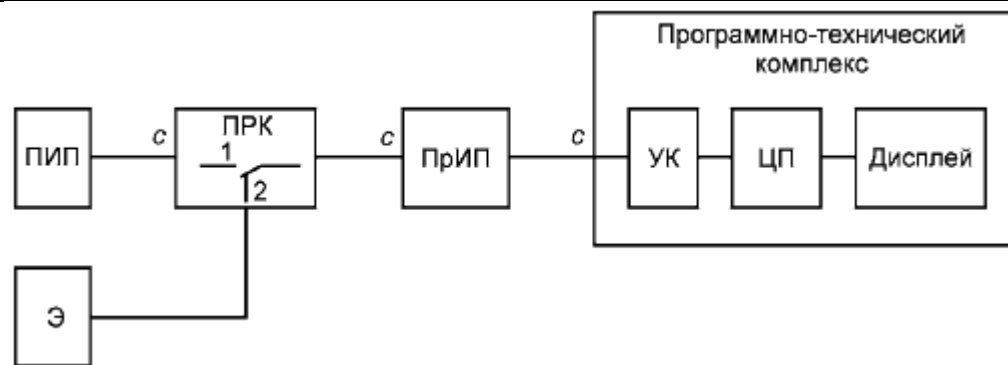 Программно-технический
комплекс
ПИП
с
ПРК
1
2
с
ПрИП
с
УК
ЦП
Дисплей
Э